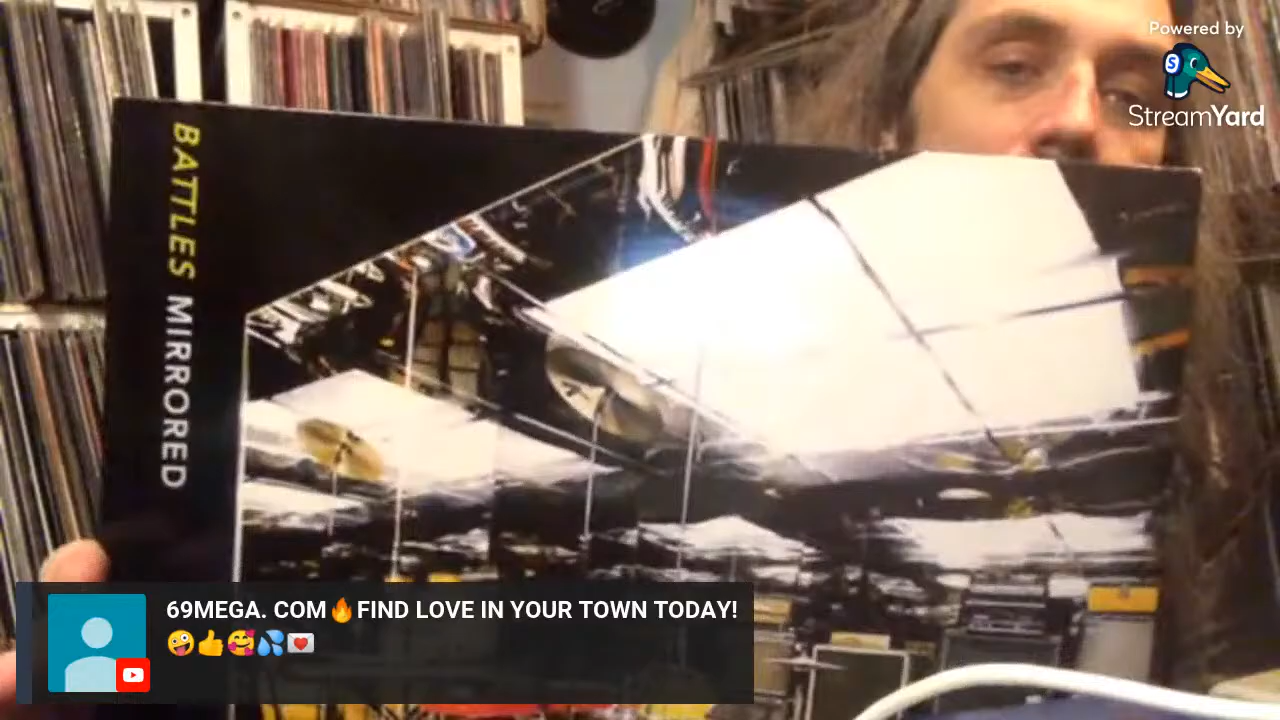 Powered by
StreamYard
BATTLES MIRRORED
69MEGA. COM🔥FIND LOVE IN YOUR TOWN TODAY!
🤪👍🥰💦💌